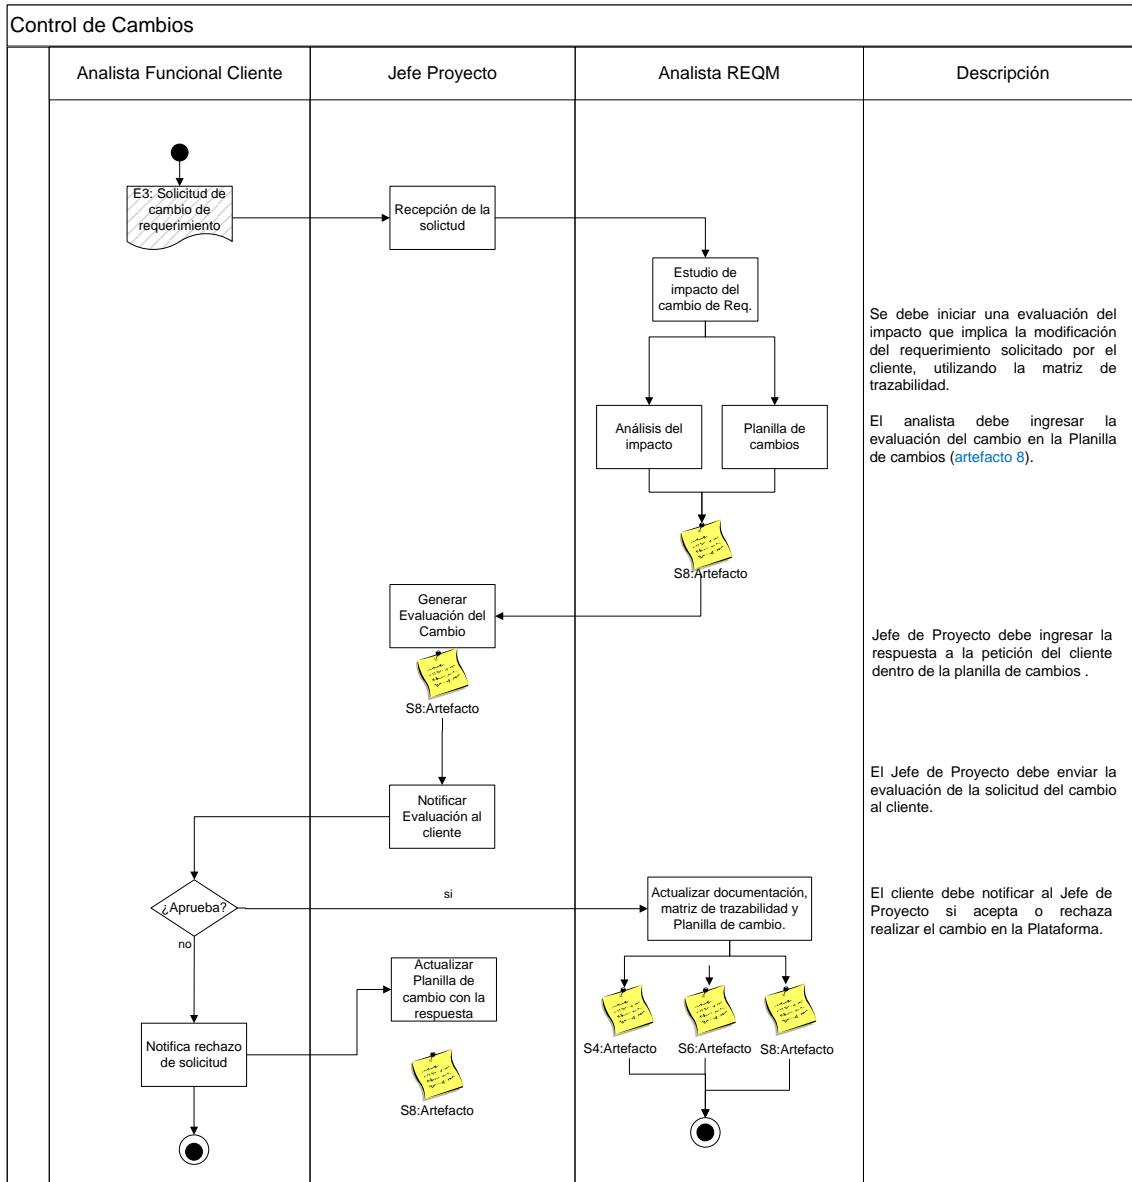 Control de Cambios
Analista Funcional Cliente
Jefe Proyecto
Analista REQM
Descripción
E3: Solicitud de
cambio de
requerimiento
Recepción de la
solictud
Estudio de
impacto del
cambio de Req.
Se debe iniciar una evaluación del
impacto que implica la modificación
del requerimiento solicitado por el
cliente, utilizando la matriz de
trazabilidad.
Análisis del
impacto
Planilla de
cambios
El analista debe ingresar la
evaluación del cambio en la Planilla
de cambios (artefacto 8).
S8:Artefacto
Generar
Evaluación del
Cambio
S8:Artefacto
Jefe de Proyecto debe ingresar la
respuesta a la petición del cliente
dentro de la planilla de cambios .
Notificar
Evaluación al
cliente
El Jefe de Proyecto debe enviar la
evaluación de la solicitud del cambio
al cliente.
¿Aprueba?
si
no
Actualizar documentación,
matriz de trazabilidad y
Planilla de cambio.
El cliente debe notificar al Jefe de
Proyecto si acepta o rechaza
realizar el cambio en la Plataforma.
Actualizar
Planilla de
cambio con la
respuesta
Notifica rechazo
de solicitud
S4:Artefacto
S6:Artefacto
S8:Artefacto
S8:Artefacto